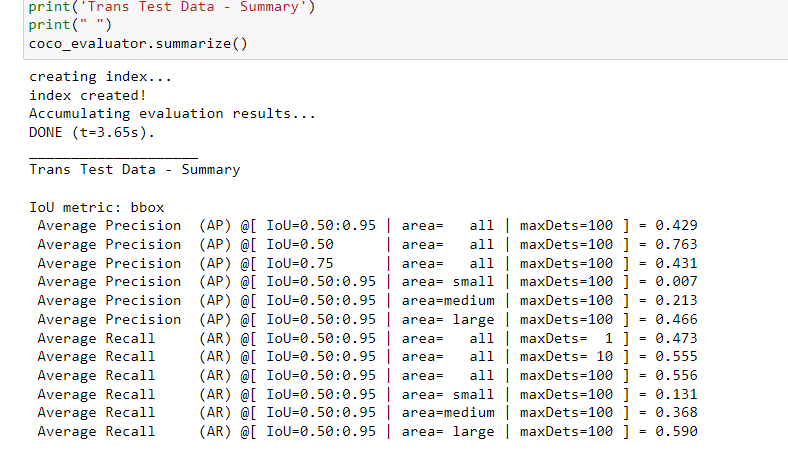 print('Trans Test Data - Summary')
print(" ")
coco_evaluator.summarize()
creating index...
index created!
Accumulating evaluation results...
DONE (t=3.65s).
____________________
Trans Test Data - Summary
IoU metric: bbox
 Average Precision  (AP) @[ IoU=0.50:0.95 | area=   all | maxDets=100 ] = 0.429
 Average Precision  (AP) @[ IoU=0.50      | area=   all | maxDets=100 ] = 0.763
 Average Precision  (AP) @[ IoU=0.75      | area=   all | maxDets=100 ] = 0.431
 Average Precision  (AP) @[ IoU=0.50:0.95 | area= small | maxDets=100 ] = 0.007
 Average Precision  (AP) @[ IoU=0.50:0.95 | area=medium | maxDets=100 ] = 0.213
 Average Precision  (AP) @[ IoU=0.50:0.95 | area= large | maxDets=100 ] = 0.466
 Average Recall     (AR) @[ IoU=0.50:0.95 | area=   all | maxDets=  1 ] = 0.473
 Average Recall     (AR) @[ IoU=0.50:0.95 | area=   all | maxDets= 10 ] = 0.555
 Average Recall     (AR) @[ IoU=0.50:0.95 | area=   all | maxDets=100 ] = 0.556
 Average Recall     (AR) @[ IoU=0.50:0.95 | area= small | maxDets=100 ] = 0.131
 Average Recall     (AR) @[ IoU=0.50:0.95 | area=medium | maxDets=100 ] = 0.368
 Average Recall     (AR) @[ IoU=0.50:0.95 | area= large | maxDets=100 ] = 0.590